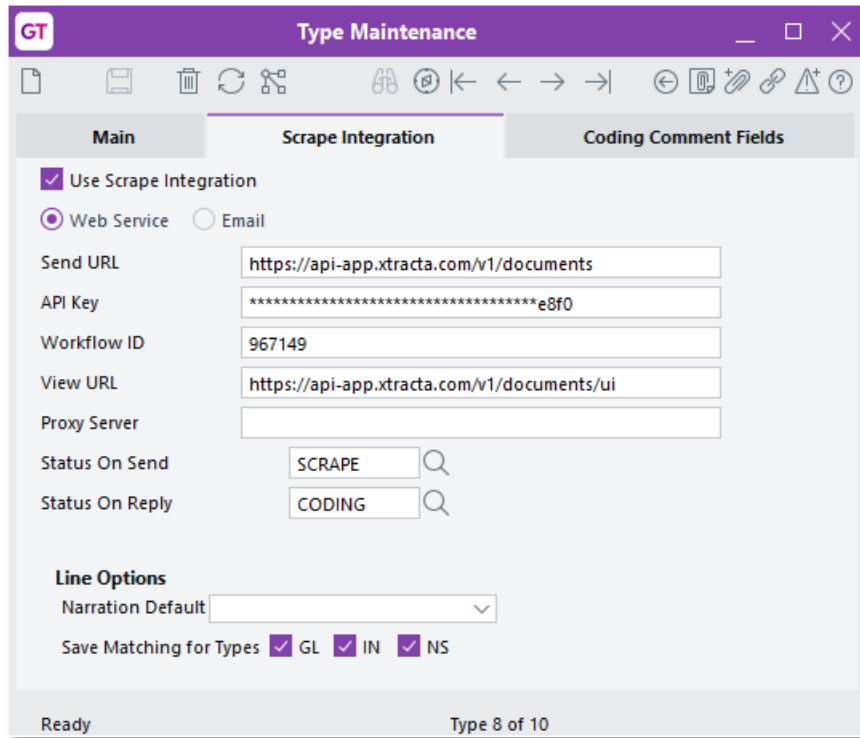 GT Type Maintenance
Main Scrape Integration Coding Comment Fields
Use Scrape Integration
Web Service Email
Send URL https://api-app.xtracta.com/v1/documents
API Key ************************************e8f0
Workflow ID 967149
View URL https://api-app.xtracta.com/v1/documents/ui
Proxy Server
Status On Send SCRAPE
Status On Reply CODING
Line Options
Narration Default
Save Matching for Types GL IN NS
Ready Type 8 of 10